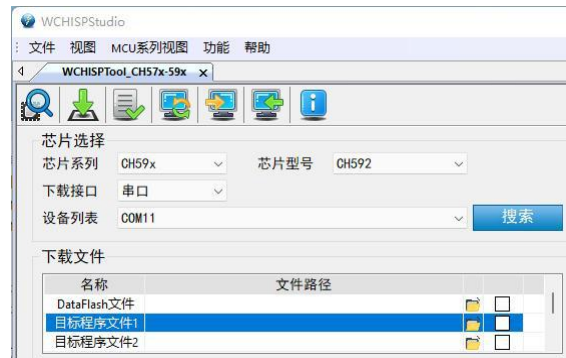 WCHISPStudio
文件 视图 MCU系列视图 功能 帮助
WCHISPTool_CH57x-59x x
芯片选择
芯片系列 CH59x 芯片型号 CH592
下载接口 串口
设备列表 COM11 搜索
下载文件
名称 文件路径
DataFlash文件
目标程序文件1
目标程序文件2